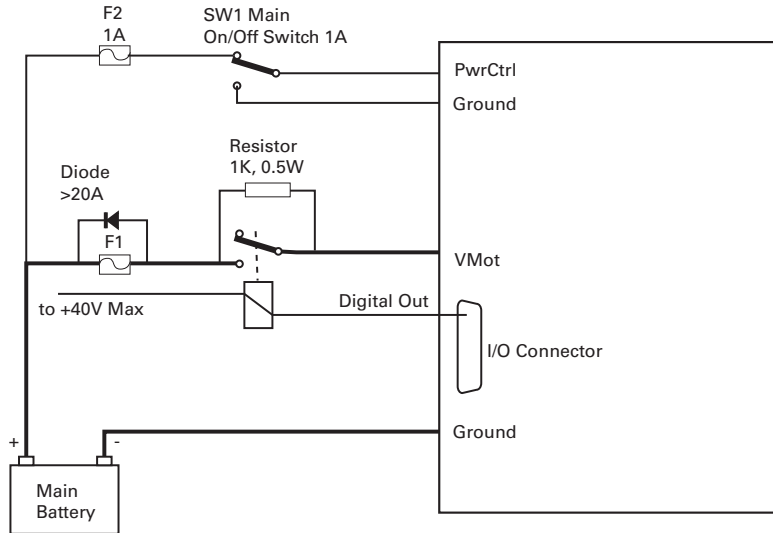 F2
1A
SW1 Main
On/Off Switch 1A
PwrCtrl
Ground
Resistor
1K, 0.5W
Diode
>20A
F1
VMot
to +40V Max
Digital Out
I/O Connector
Ground
+
-
Main
Battery